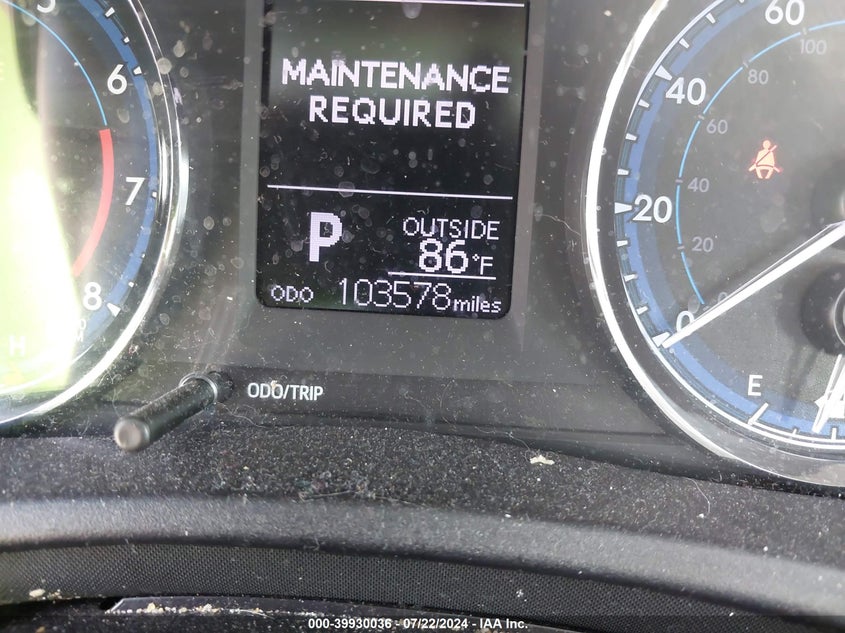 5
6
7
8
H
MAINTENANCE
REQUIRED
P
OUTSIDE
86°F
ODO 103578 miles
ODO/TRIP
60
100
80
40
60
40
20
20
0
E
000-39930036 - 07/22/2024 - IAA Inc.